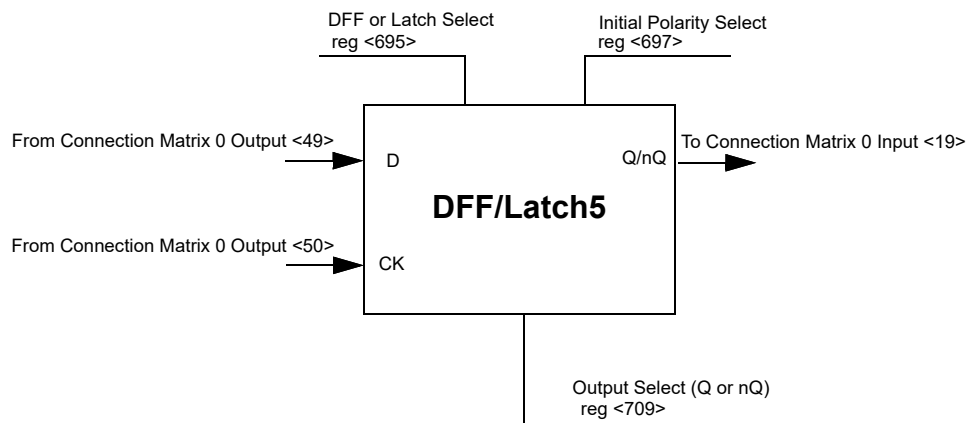 DFF or Latch Select
reg <695>
Initial Polarity Select
reg <697>
From Connection Matrix 0 Output <49>
D
Q/nQ
To Connection Matrix 0 Input <19>
DFF/Latch5
From Connection Matrix 0 Output <50>
CK
Output Select (Q or nQ)
reg <709>